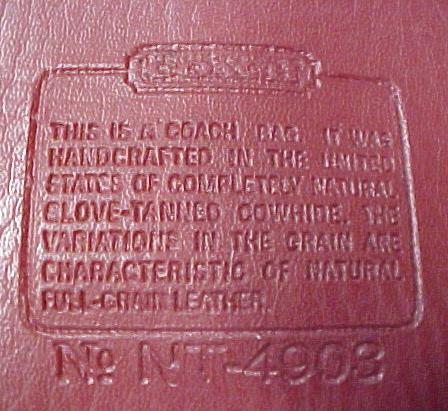 THIS IS A COACH BAG. IT WAS
HANDCRAFTED IN THE UNITED
STATES OF COMPLETELY NATURAL
GLOVE-TANNED COWHIDE. THE
VARIATIONS IN THE GRAIN ARE
CHARACTERISTIC OF NATURAL
FULL-GRAIN LEATHER.
No NT-4903